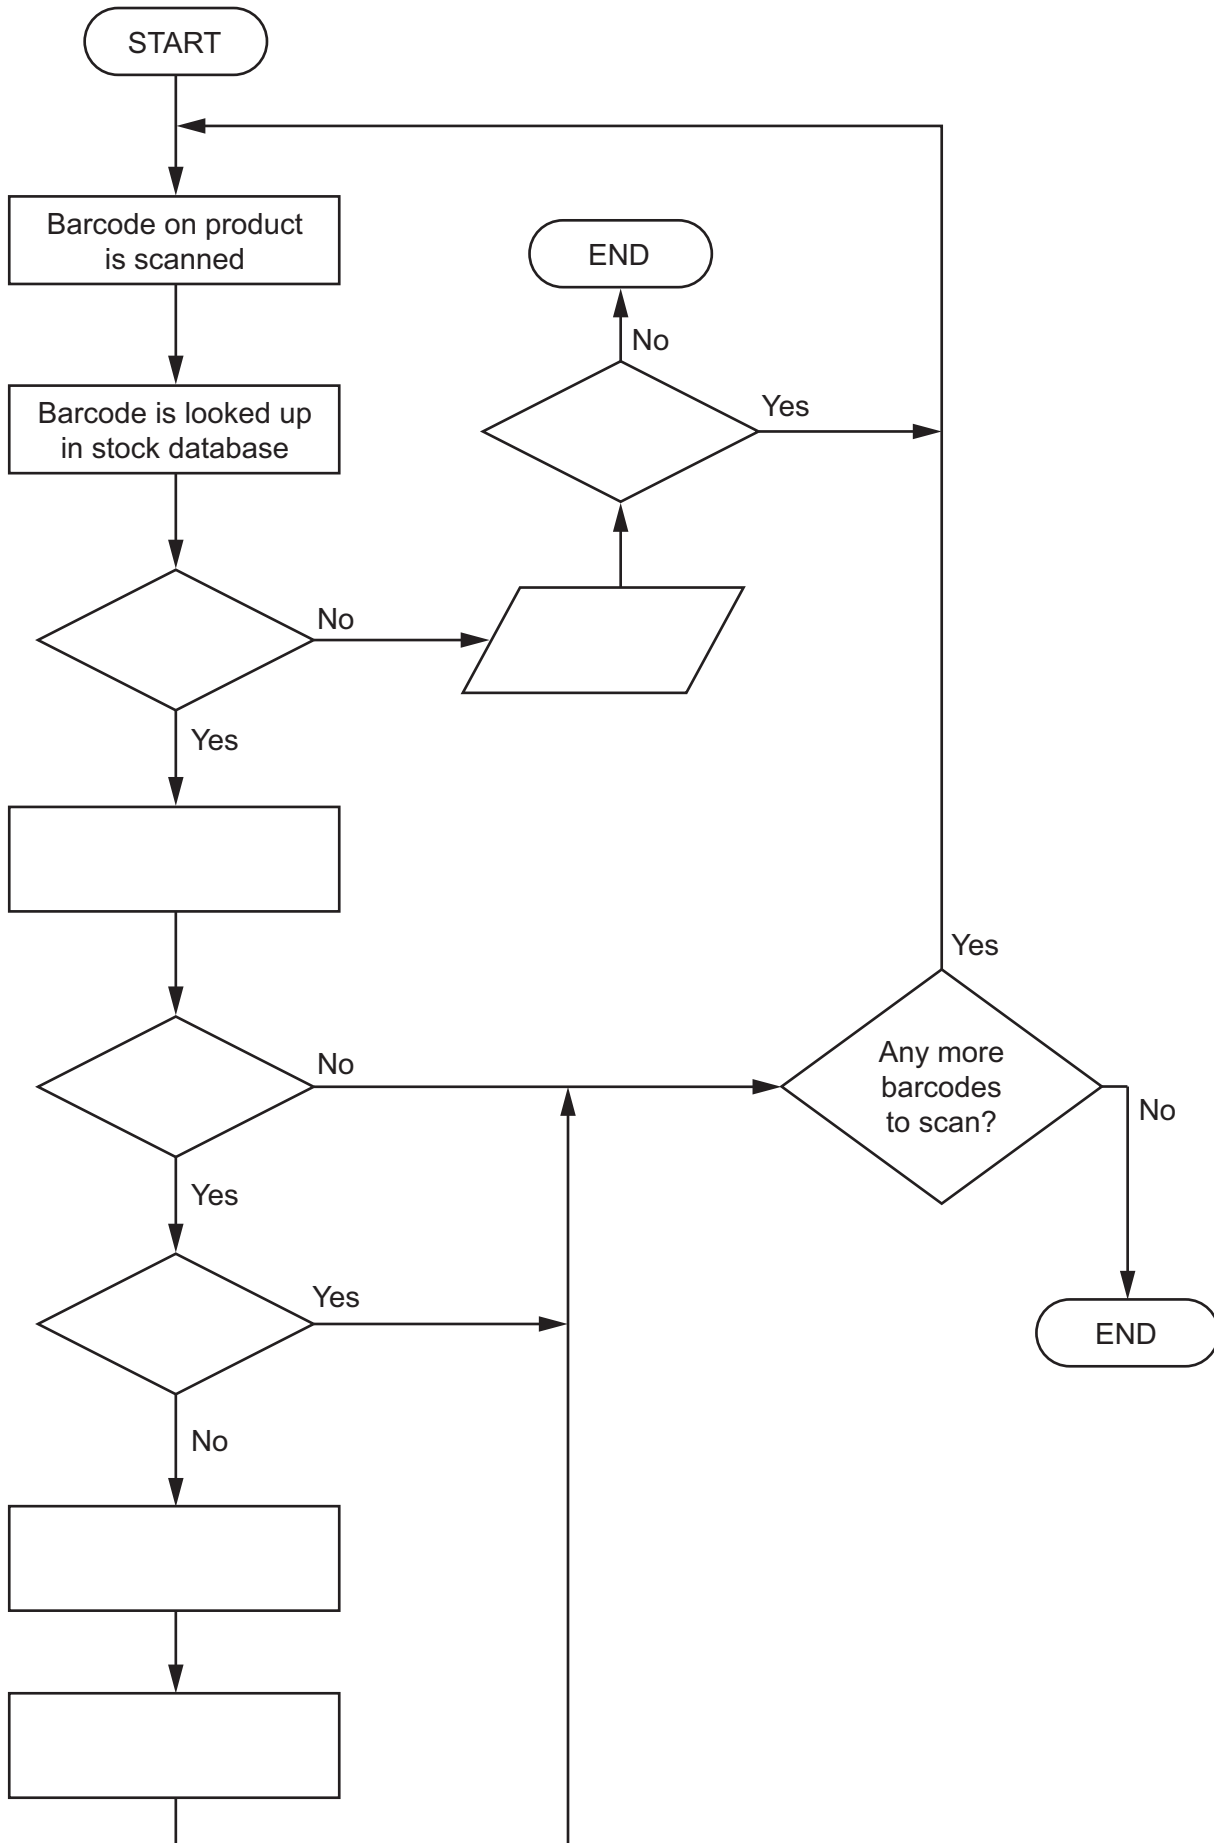 START
Barcode on product
is scanned
END
No
Yes
Barcode is looked up
in stock database
No
Yes
Yes
No
Any more
barcodes
to scan?
No
Yes
Yes
END
No